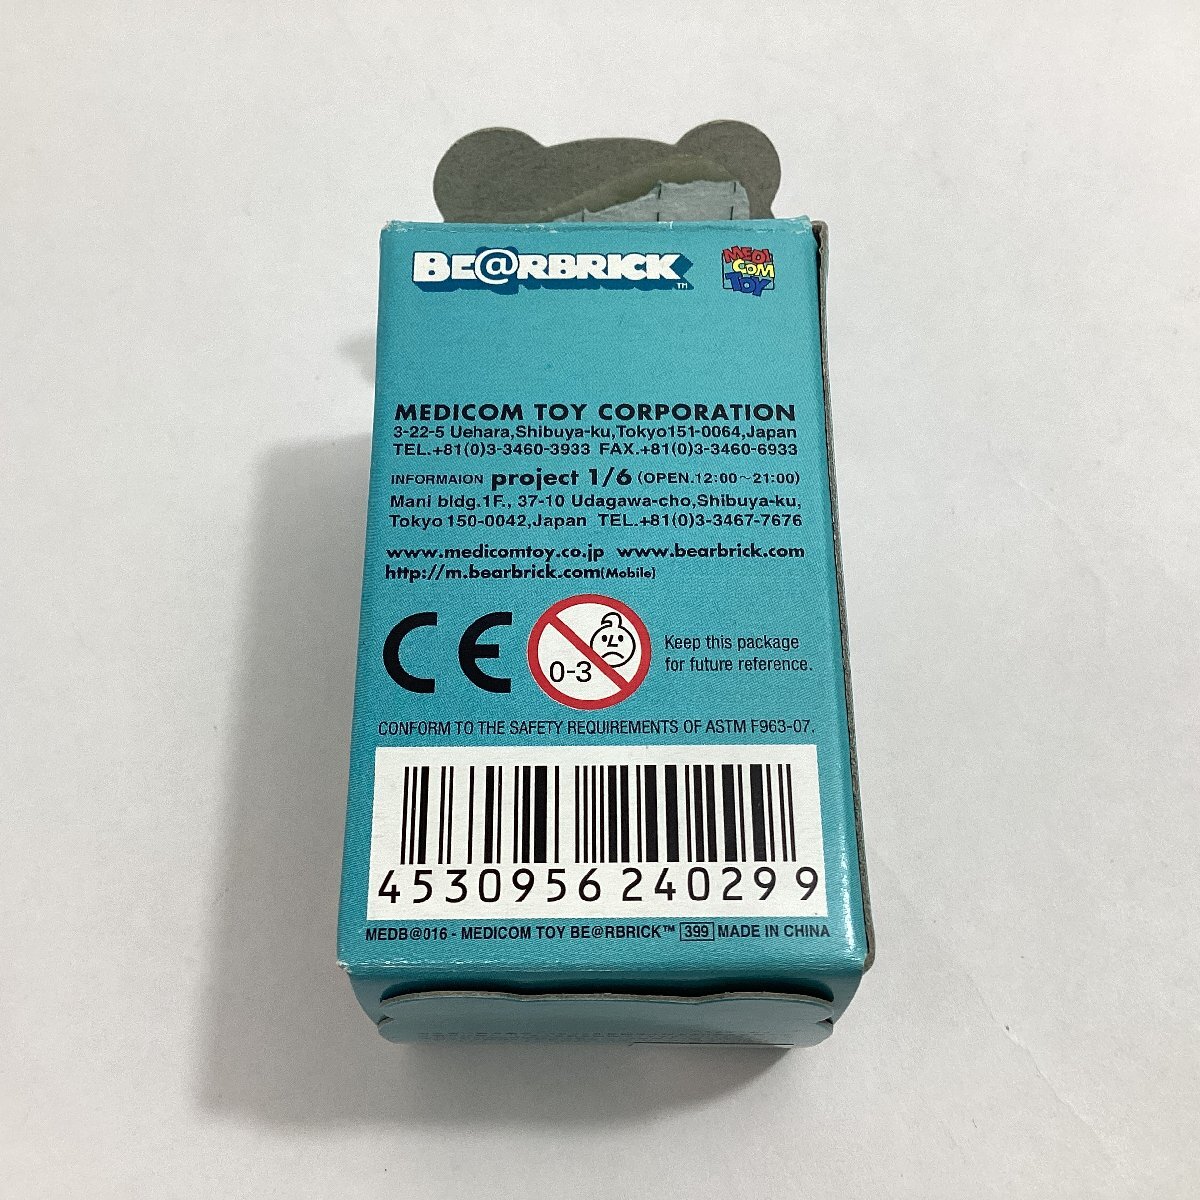 BE@RBRICK™
MEDI
COM
TOY
MEDICOM TOY CORPORATION
3-22-5 Uehara,Shibuya-ku,Tokyo151-0064,Japan
TEL.+81(0)3-3460-3933 FAX.+81(0)3-3460-6933
INFORMAION project 1/6 (OPEN.12:00~21:00)
Mani bldg.1F., 37-10 Udagawa-cho,Shibuya-ku,
Tokyo 150-0042,Japan TEL.+81(0)3-3467-7676
www.medicomtoy.co.jp www.bearbrick.com
http://m.bearbrick.com(Mobile)
CE
0-3
Keep this package
for future reference.
CONFORM TO THE SAFETY REQUIREMENTS OF ASTM F963-07.
4530956240299
MEDB@016 - MEDICOM TOY BE@RBRICK™ 399 MADE IN CHINA